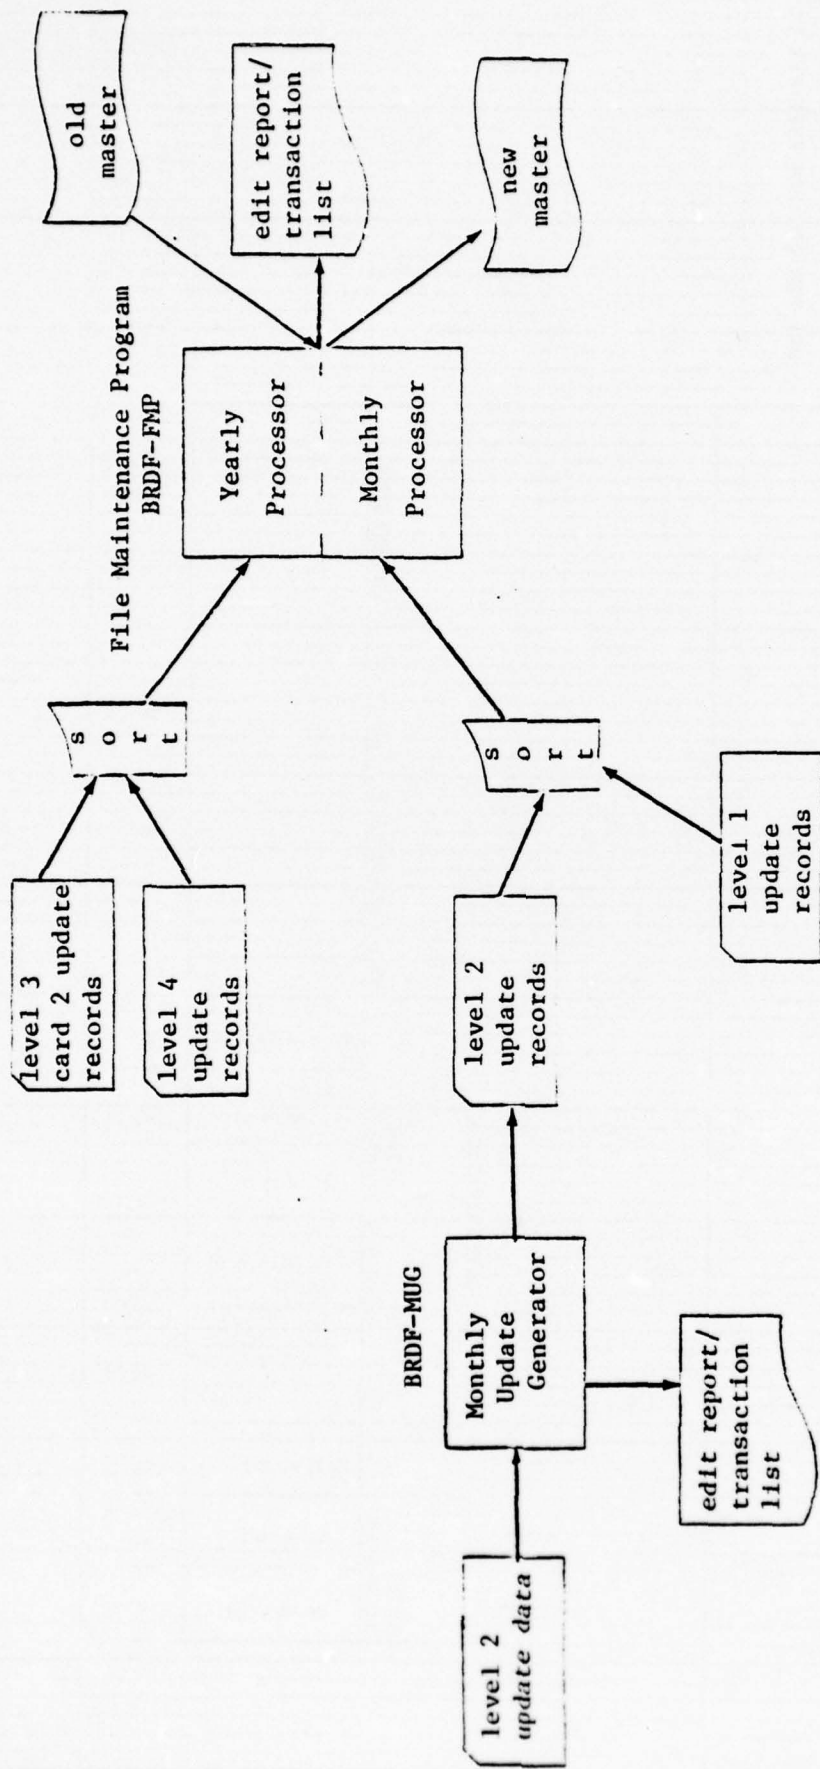 level 3
card 2 update
records
level 4
update
records
s
o
r
t
File Maintenance Program
BRDF-FMP
Yearly
Processor
Monthly
Processor
old
master
edit report/
transaction
list
new
master
level 2
update data
BRDF-MUG
Monthly
Update
Generator
edit report/
transaction
list
level 2
update
records
s
o
r
t
level 1
update
records